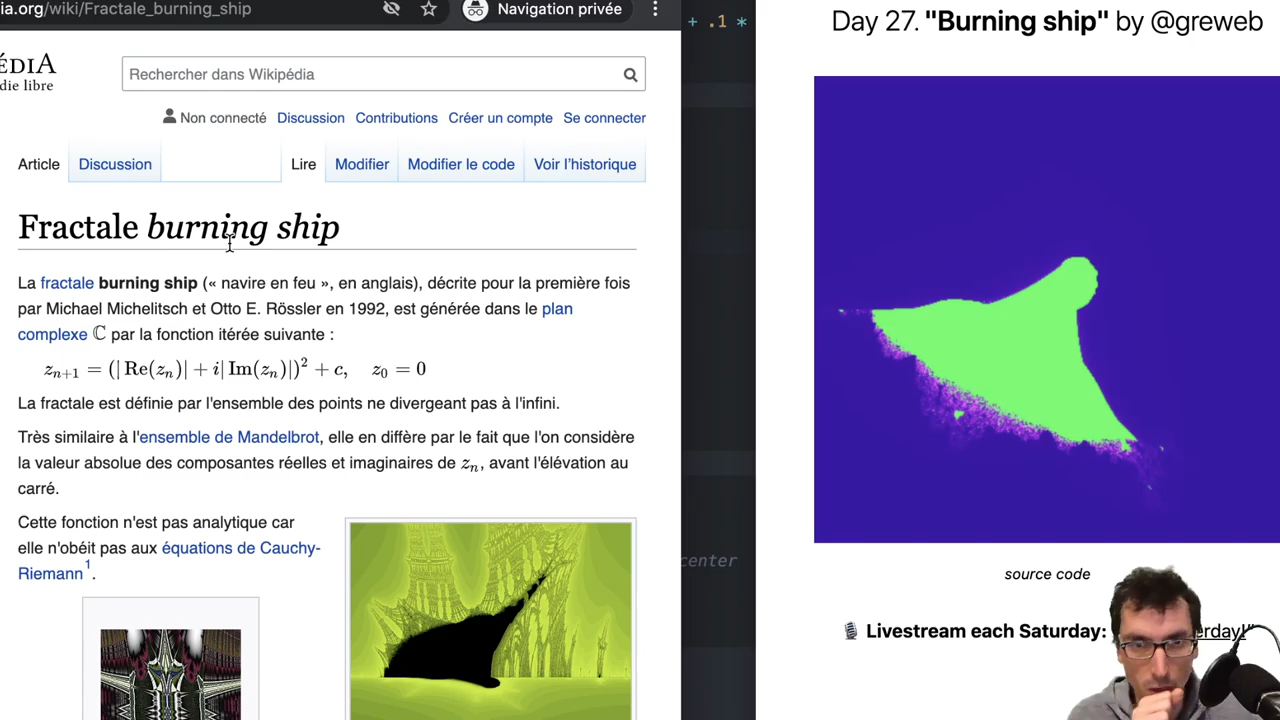 ia.org/wiki/Fractale_burning_ship
Navigation privée
+ .1 *
Day 27. "Burning ship" by @greweb
ÉDIA
die libre
Rechercher dans Wikipédia
Non connecté Discussion Contributions Créer un compte Se connecter
Article Discussion Lire Modifier Modifier le code Voir l'historique
Fractale burning ship
La fractale burning ship (« navire en feu », en anglais), décrite pour la première fois
par Michael Michelitsch et Otto E. Rössler en 1992, est générée dans le plan
complexe ℂ par la fonction itérée suivante :
zₙ₊₁ = (| Re(zₙ)| + i| Im(zₙ)|)² + c, z₀ = 0
La fractale est définie par l'ensemble des points ne divergeant pas à l'infini.
Très similaire à l'ensemble de Mandelbrot, elle en diffère par le fait que l'on considère
la valeur absolue des composantes réelles et imaginaires de zₙ, avant l'élévation au
carré.
Cette fonction n'est pas analytique car
elle n'obéit pas aux équations de Cauchy-
Riemann¹.
center
source code
Livestream each Saturday: erday!"